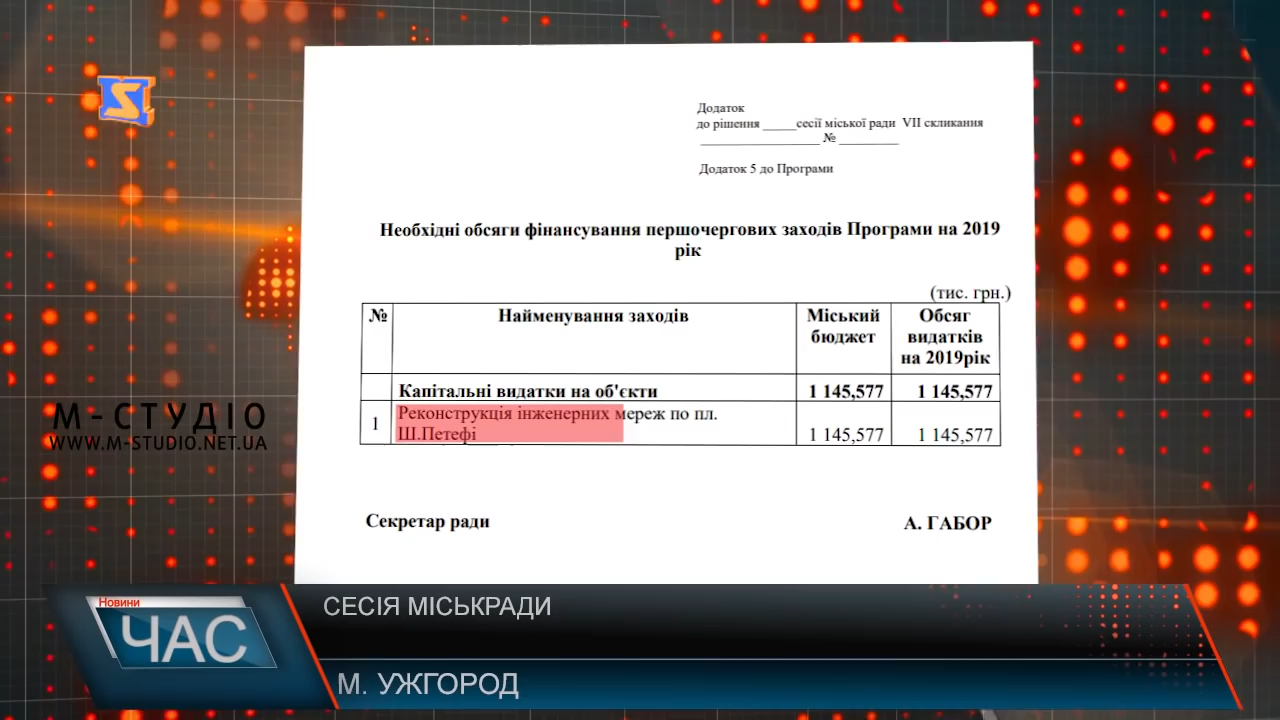 Додаток
до рішення _____сесії міської ради VII скликання
__________________ № _________
Додаток 5 до Програми
Необхідні обсяги фінансування першочергових заходів Програми на 2019
рік
(тис. грн.)
№ Найменування заходів Міський бюджет Обсяг видатків на 2019рік
Капітальні видатки на об'єкти 1 145,577 1 145,577
1 Реконструкція інженерних мереж по пл.
Ш.Петефі 1 145,577 1 145,577
Секретар ради А. ГАБОР
М-СТУДІО
WWW.M-STUDIO.NET.UA
Новини
ЧАС
СЕСІЯ МІСЬКРАДИ
М. УЖГОРОД